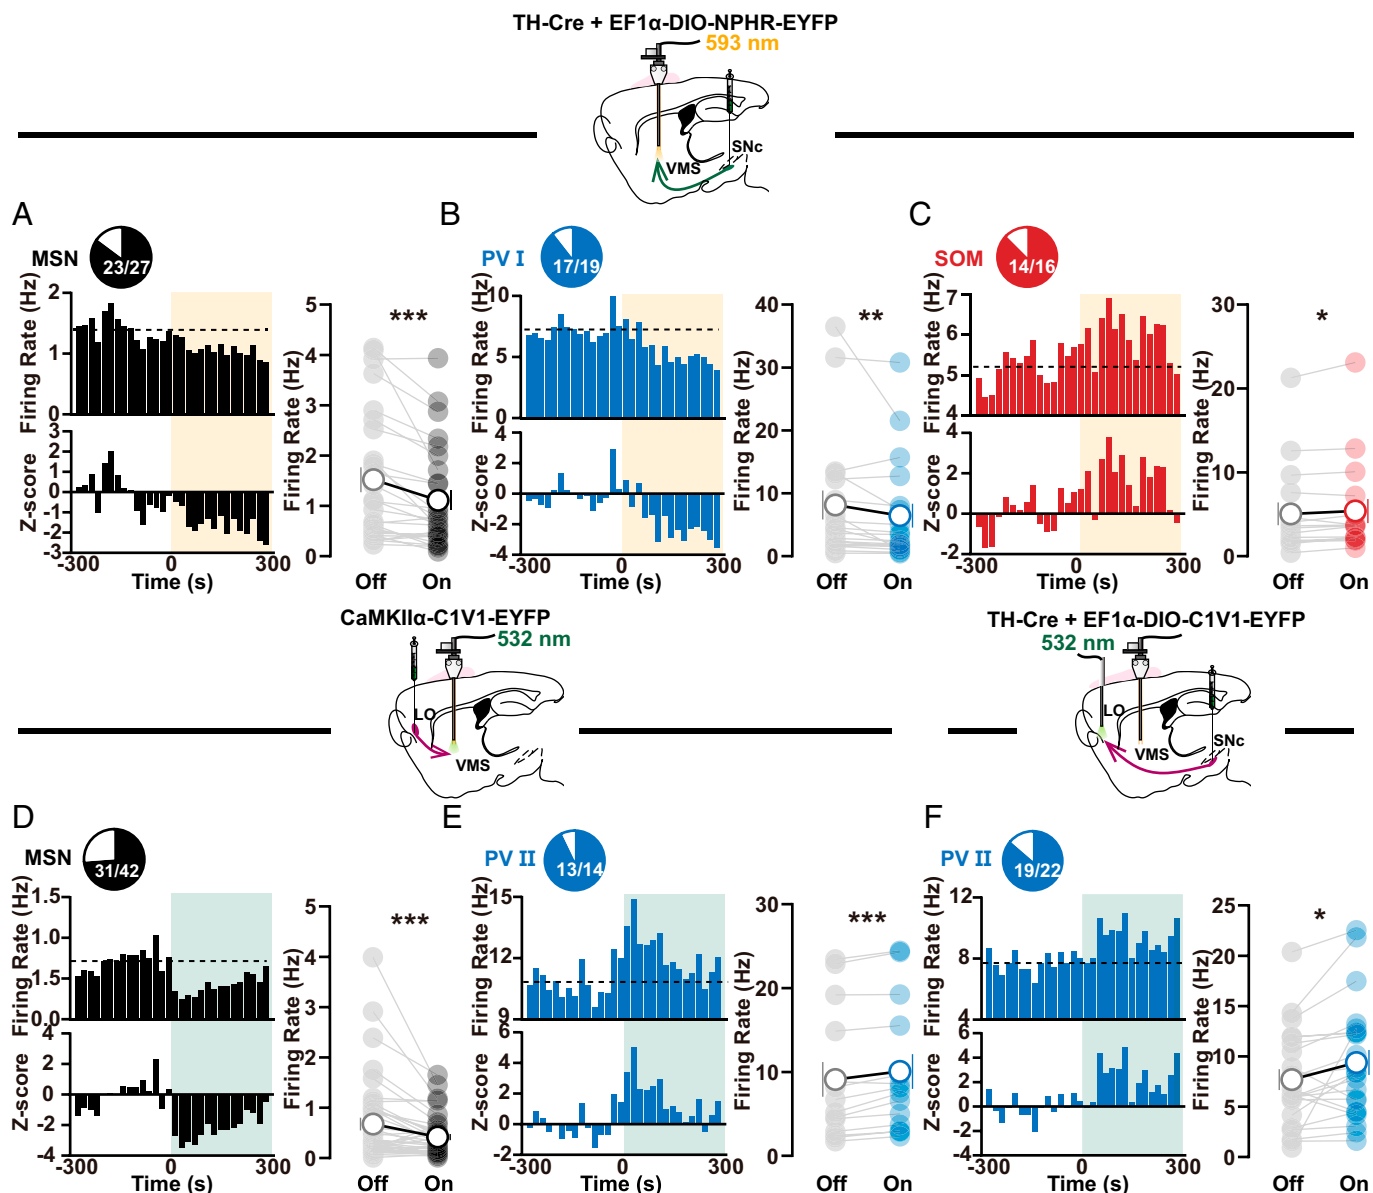 TH-Cre + EF1α-DIO-NPHR-EYFP
593 nm
SNc
VMS
A
MSN
23/27
Firing Rate (Hz)
2
1
0
Z-score
3
2
1
0
-1
-2
-3
-300
0
300
Time (s)
Firing Rate (Hz)
5
4
3
2
1
0
***
Off
On
B
PV I
17/19
Firing Rate (Hz)
10
5
0
Z-score
4
2
0
-2
-4
-300
0
300
Time (s)
Firing Rate (Hz)
40
30
20
10
0
**
Off
On
C
SOM
14/16
Firing Rate (Hz)
7
6
5
4
Z-score
4
2
0
-2
-300
0
300
Time (s)
Firing Rate (Hz)
30
20
10
0
*
Off
On
CaMKIIα-C1V1-EYFP
532 nm
LO
VMS
TH-Cre + EF1α-DIO-C1V1-EYFP
532 nm
LO
SNc
VMS
D
MSN
31/42
Firing Rate (Hz)
1.5
1.0
1.5
0.0
Z-score
4
2
0
-2
-4
-300
0
300
Time (s)
Firing Rate (Hz)
5
4
3
2
1
0
***
Off
On
E
PV II
13/14
Firing Rate (Hz)
15
12
9
Z-score
6
4
2
0
-2
-300
0
300
Time (s)
Firing Rate (Hz)
30
20
10
0
***
Off
On
F
PV II
19/22
Firing Rate (Hz)
12
8
4
Z-score
6
4
2
0
-2
-4
-300
0
300
Time (s)
Firing Rate (Hz)
25
20
15
10
5
0
*
Off
On